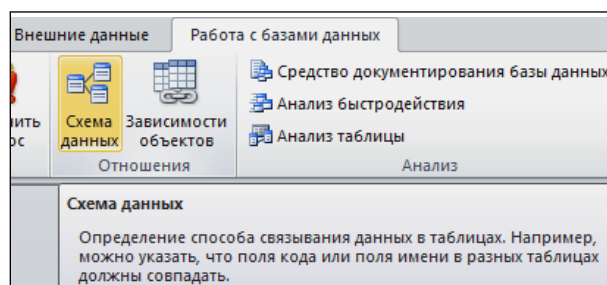 Внешние данные Работа с базами данных
Схема данных
Зависимости объектов
Средство документирования базы данных
Анализ быстродействия
Анализ таблицы
Отношения Анализ
Схема данных
Определение способа связывания данных в таблицах. Например,
можно указать, что поля кода или поля имени в разных таблицах
должны совпадать.